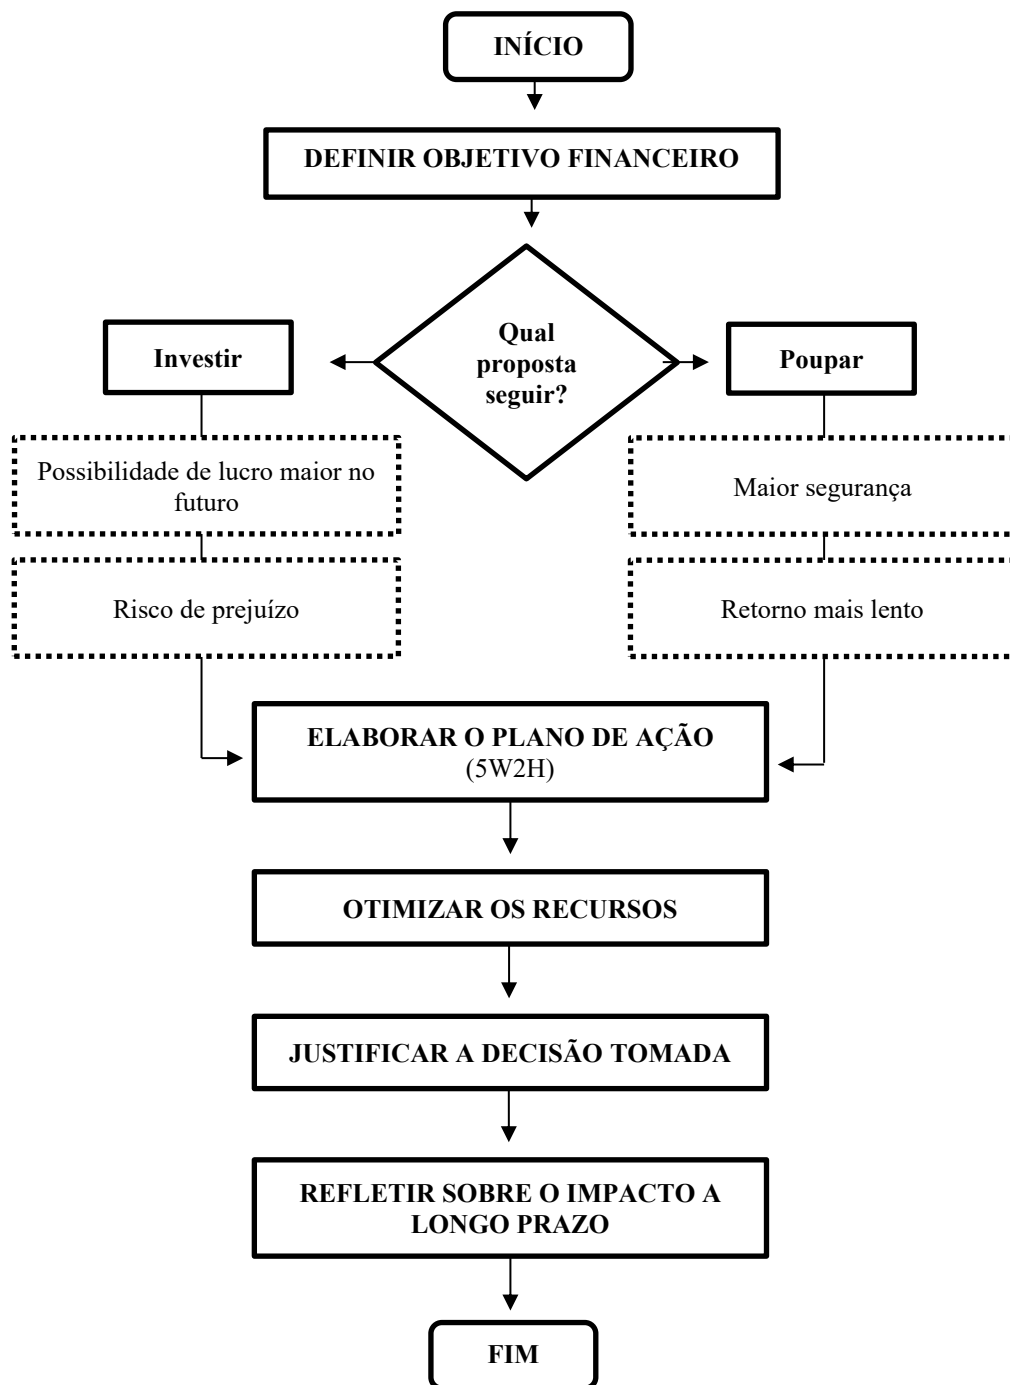 INÍCIO
DEFINIR OBJETIVO FINANCEIRO
Qual
proposta
seguir?
Investir
Poupar
Possibilidade de lucro maior no
futuro
Maior segurança
Risco de prejuízo
Retorno mais lento
ELABORAR O PLANO DE AÇÃO
(5W2H)
OTIMIZAR OS RECURSOS
JUSTIFICAR A DECISÃO TOMADA
REFLETIR SOBRE O IMPACTO A
LONGO PRAZO
FIM